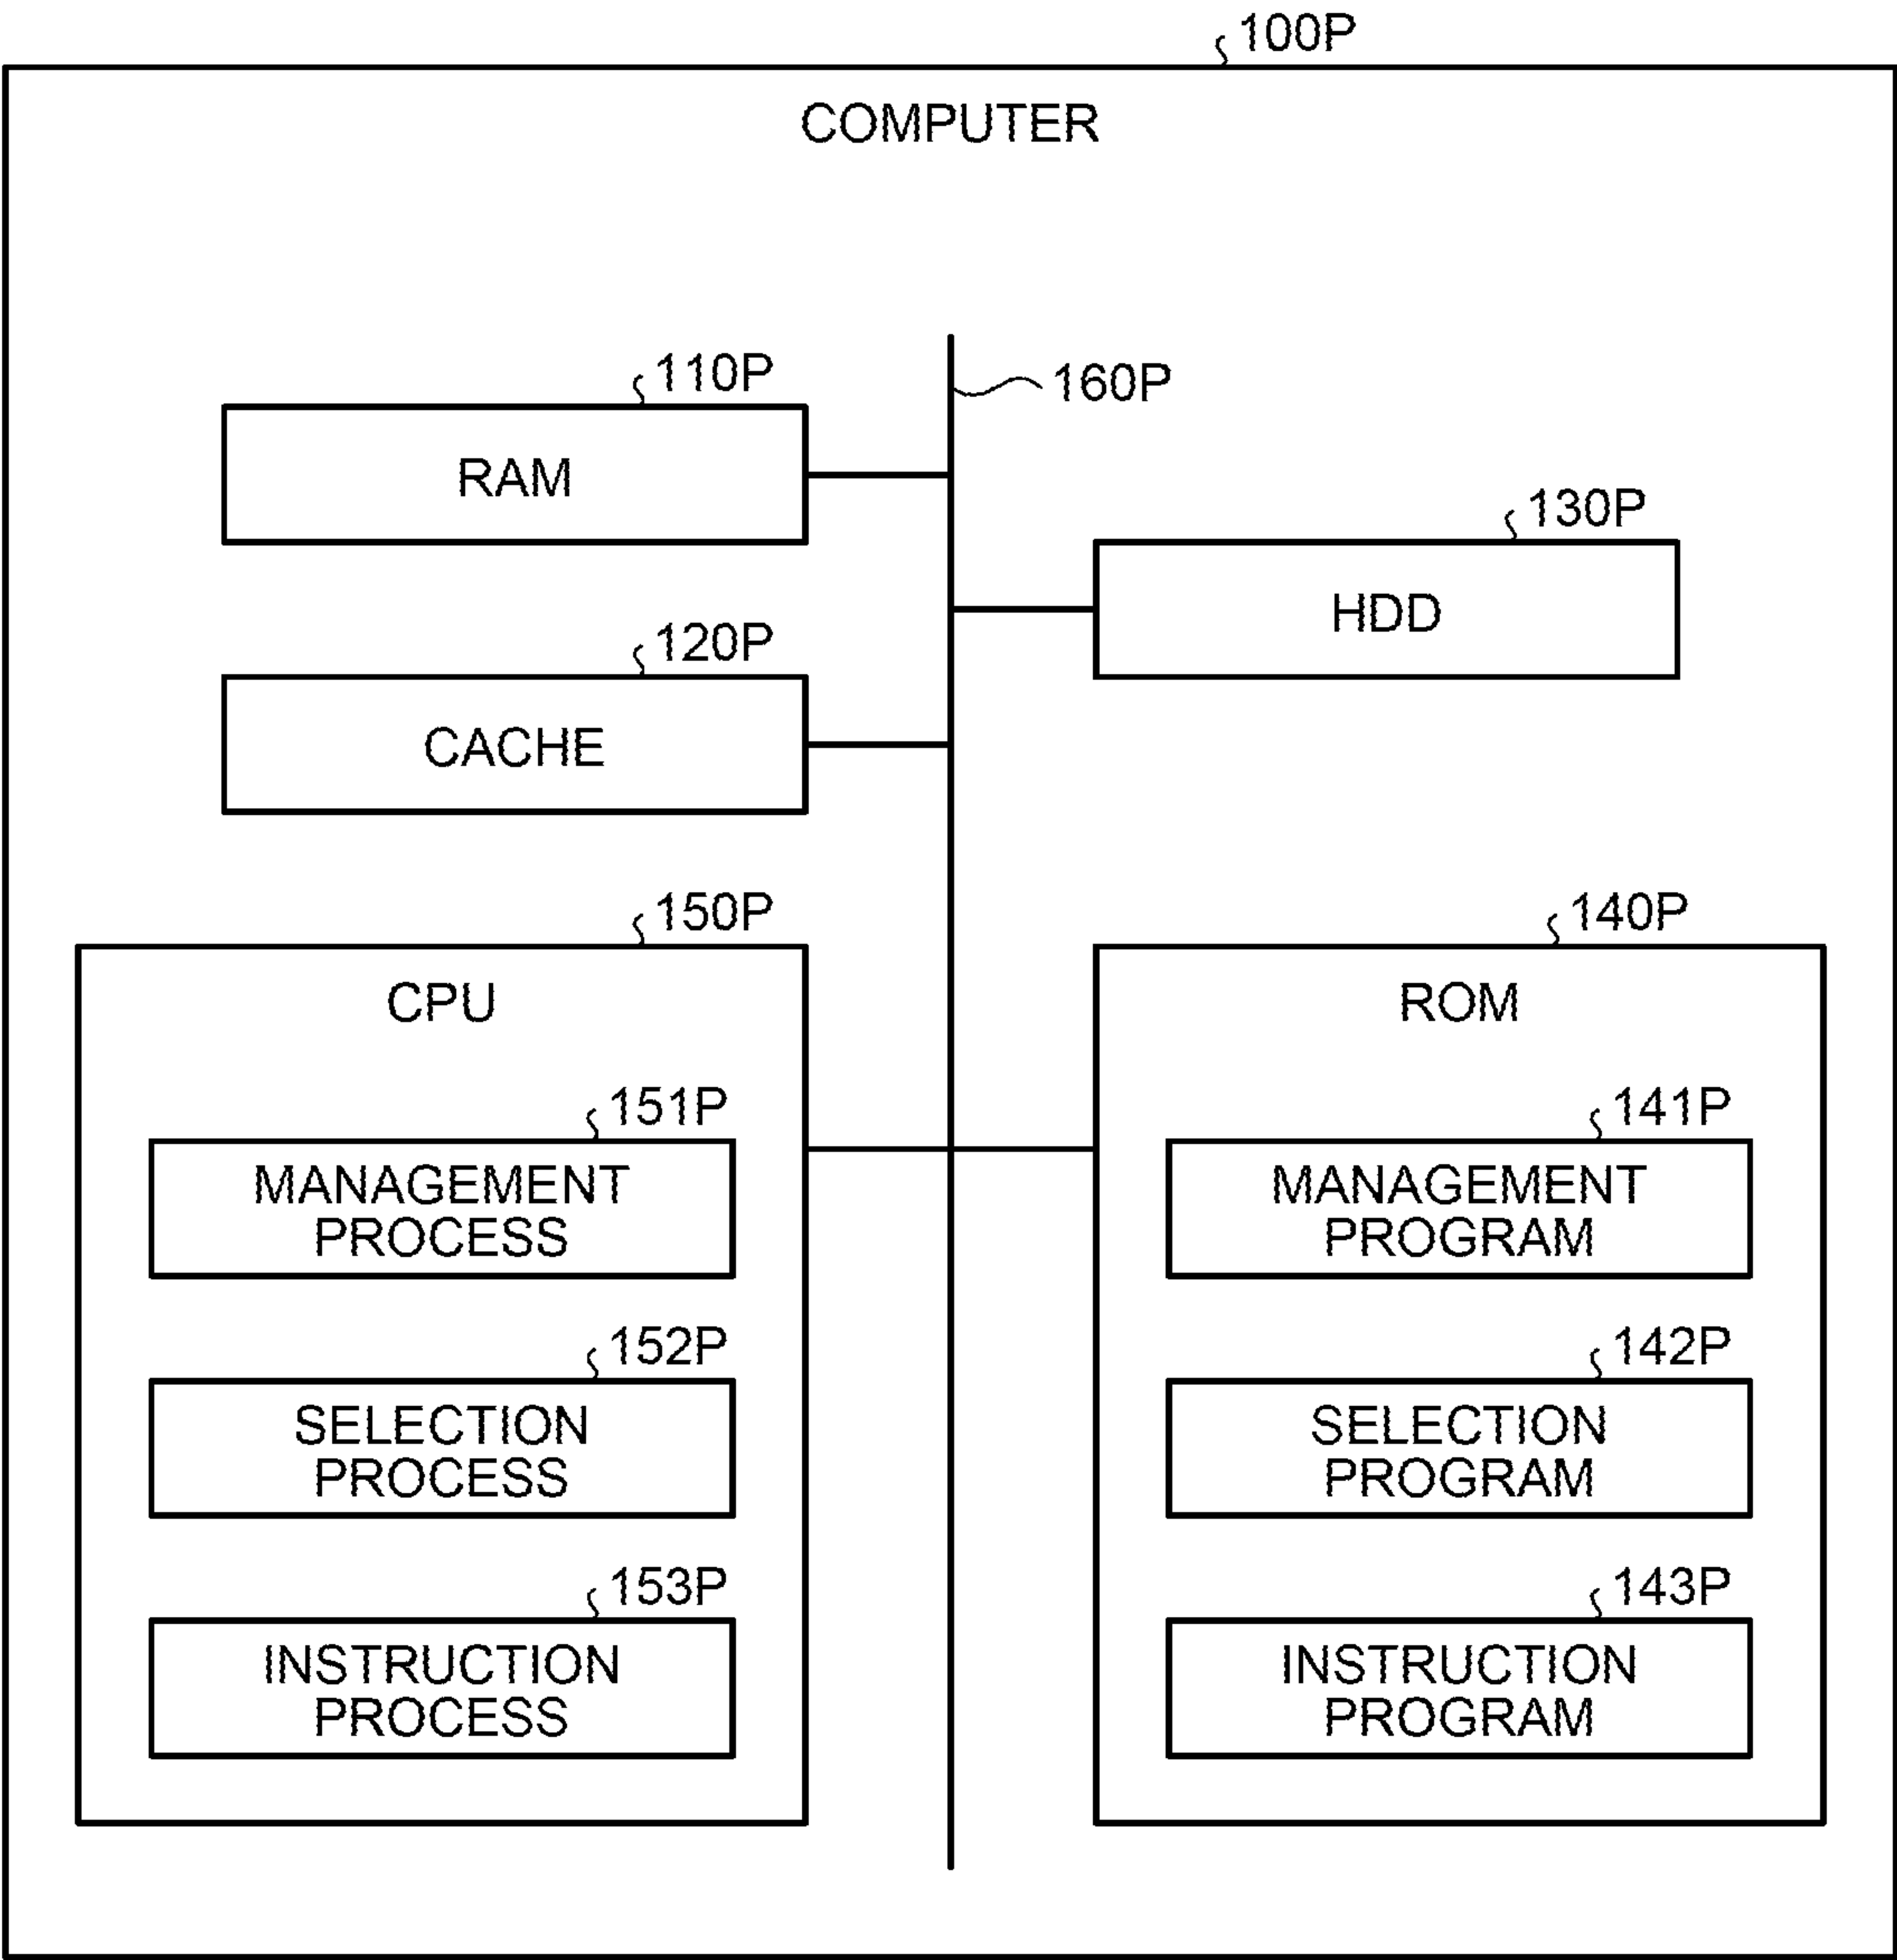 100P
COMPUTER
110P
160P
RAM
130P
HDD
120P
CACHE
150P
140P
CPU
ROM
151P
MANAGEMENT
PROCESS
141P
MANAGEMENT
PROGRAM
152P
SELECTION
PROCESS
142P
SELECTION
PROGRAM
153P
INSTRUCTION
PROCESS
143P
INSTRUCTION
PROGRAM